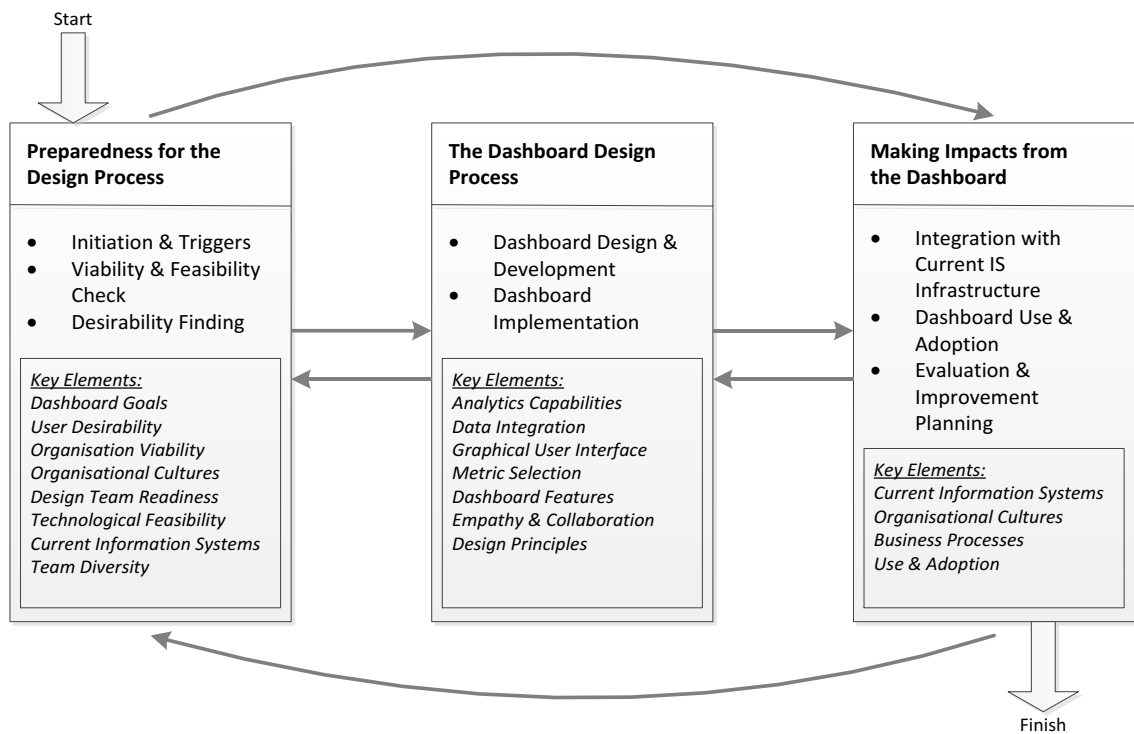 Start
Preparedness for the
Design Process
• Initiation & Triggers
• Viability & Feasibility
Check
• Desirability Finding
Key Elements:
Dashboard Goals
User Desirability
Organisation Viability
Organisational Cultures
Design Team Readiness
Technological Feasibility
Current Information Systems
Team Diversity
The Dashboard Design
Process
• Dashboard Design &
Development
• Dashboard
Implementation
Key Elements:
Analytics Capabilities
Data Integration
Graphical User Interface
Metric Selection
Dashboard Features
Empathy & Collaboration
Design Principles
Making Impacts from
the Dashboard
• Integration with
Current IS
Infrastructure
• Dashboard Use &
Adoption
• Evaluation &
Improvement
Planning
Key Elements:
Current Information Systems
Organisational Cultures
Business Processes
Use & Adoption
Finish